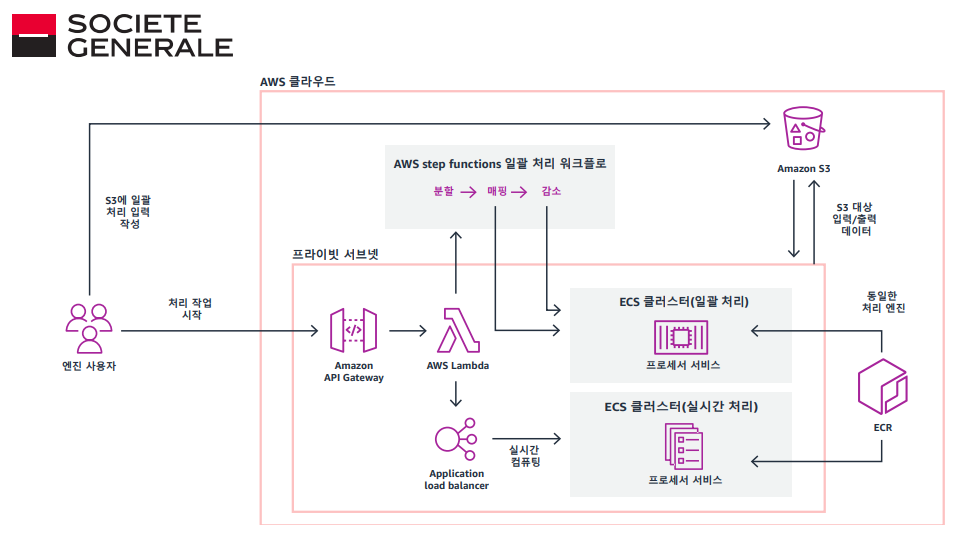 SOCIETE
GENERALE
AWS 클라우드
AWS step functions 일괄 처리 워크플로
분할
매핑
감소
Amazon S3
S3에 일괄
처리 입력
작성
S3 대상
입력/출력
데이터
프라이빗 서브넷
처리 작업
시작
엔진 사용자
Amazon
API Gateway
AWS Lambda
ECS 클러스터(일괄 처리)
프로세서 서비스
동일한
처리 엔진
ECS 클러스터(실시간 처리)
프로세서 서비스
ECR
실시간
컴퓨팅
Application
load balancer